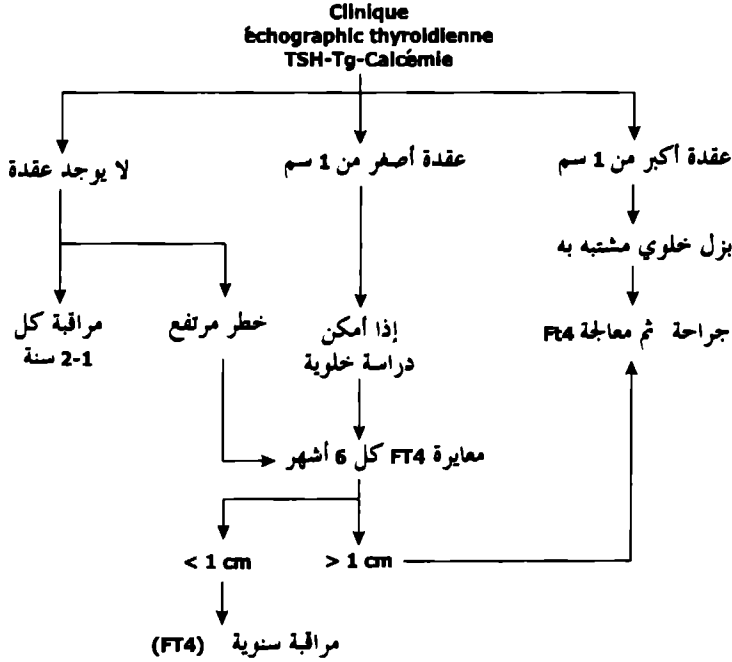 Clinique
échographic thyroidienne
TSH-Tg-Calcémie
عقدة أكبر من 1 سم
عقدة أصغر من 1 سم
لا يوجد عقدة
بزل خلوي مشتبه به
جراحة ثم معالجة Ft4
إذا أمكن
دراسة خلوية
خطر مرتفع
مراقبة كل
2-1 سنة
معايرة FT4 كل 6 أشهر
< 1 cm
> 1 cm
مراقبة سنوية (FT4)